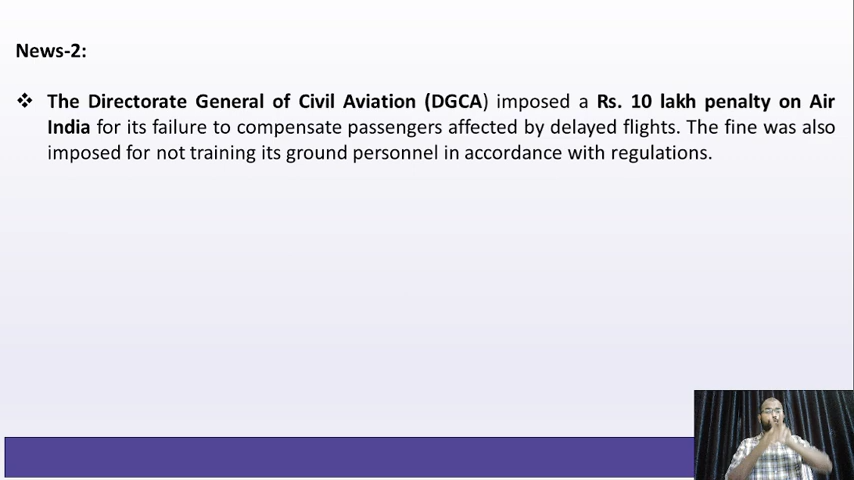 News-2:
❖ The Directorate General of Civil Aviation (DGCA) imposed a Rs. 10 lakh penalty on Air
India for its failure to compensate passengers affected by delayed flights. The fine was also
imposed for not training its ground personnel in accordance with regulations.